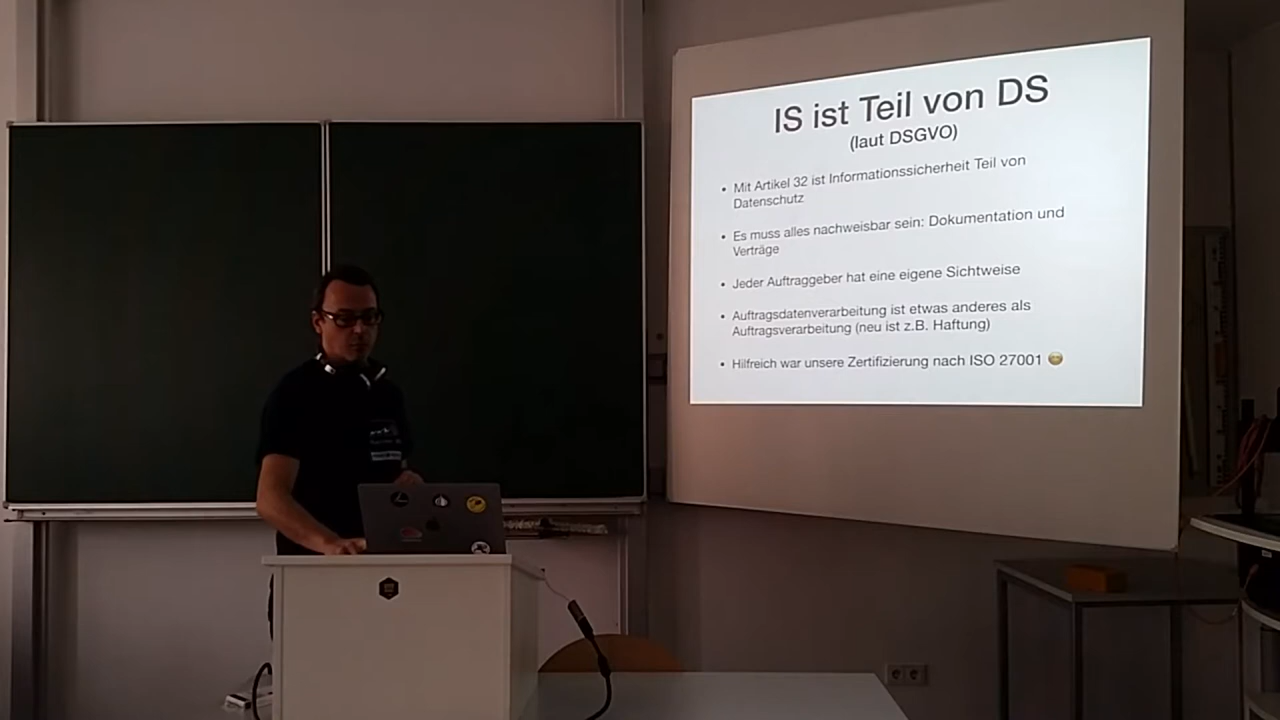 IS ist Teil von DS
(laut DSGVO)
• Mit Artikel 32 ist Informationssicherheit Teil von
Datenschutz
• Es muss alles nachweisbar sein: Dokumentation und
Verträge
• Jeder Auftraggeber hat eine eigene Sichtweise
• Auftragsdatenverarbeitung ist etwas anderes als
Auftragsverarbeitung (neu ist z.B. Haftung)
• Hilfreich war unsere Zertifizierung nach ISO 27001 😁